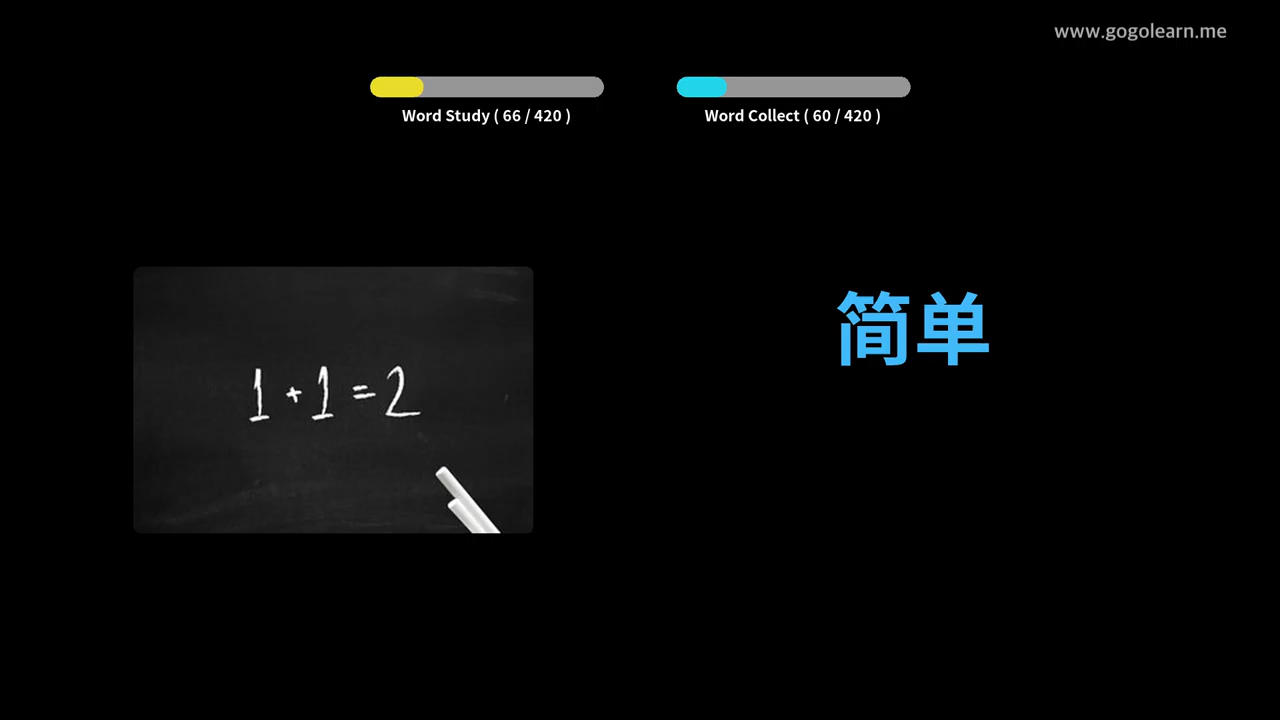 www.gogolearn.me
Word Study ( 66 / 420 )
Word Collect ( 60 / 420 )
1 + 1 = 2
简单